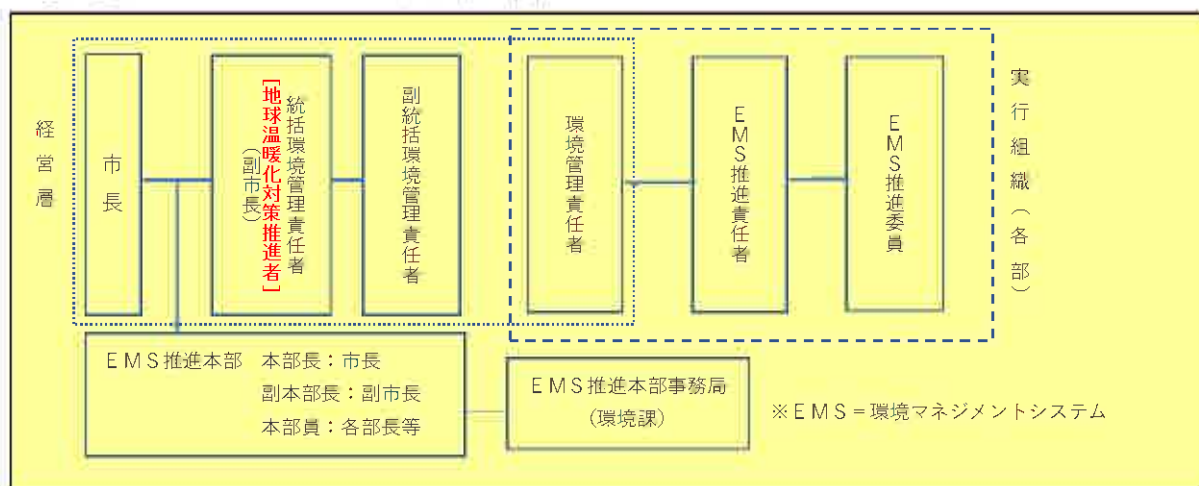 経営層
市長
統括環境管理責任者
[地球温暖化対策推進者]
(副市長)
副統括環境管理責任者
環境管理責任者
EMS推進責任者
EMS推進委員
実行組織(各部)
EMS推進本部 本部長：市長
副本部長：副市長
本部員：各部長等
EMS推進本部事務局
(環境課)
※EMS＝環境マネジメントシステム